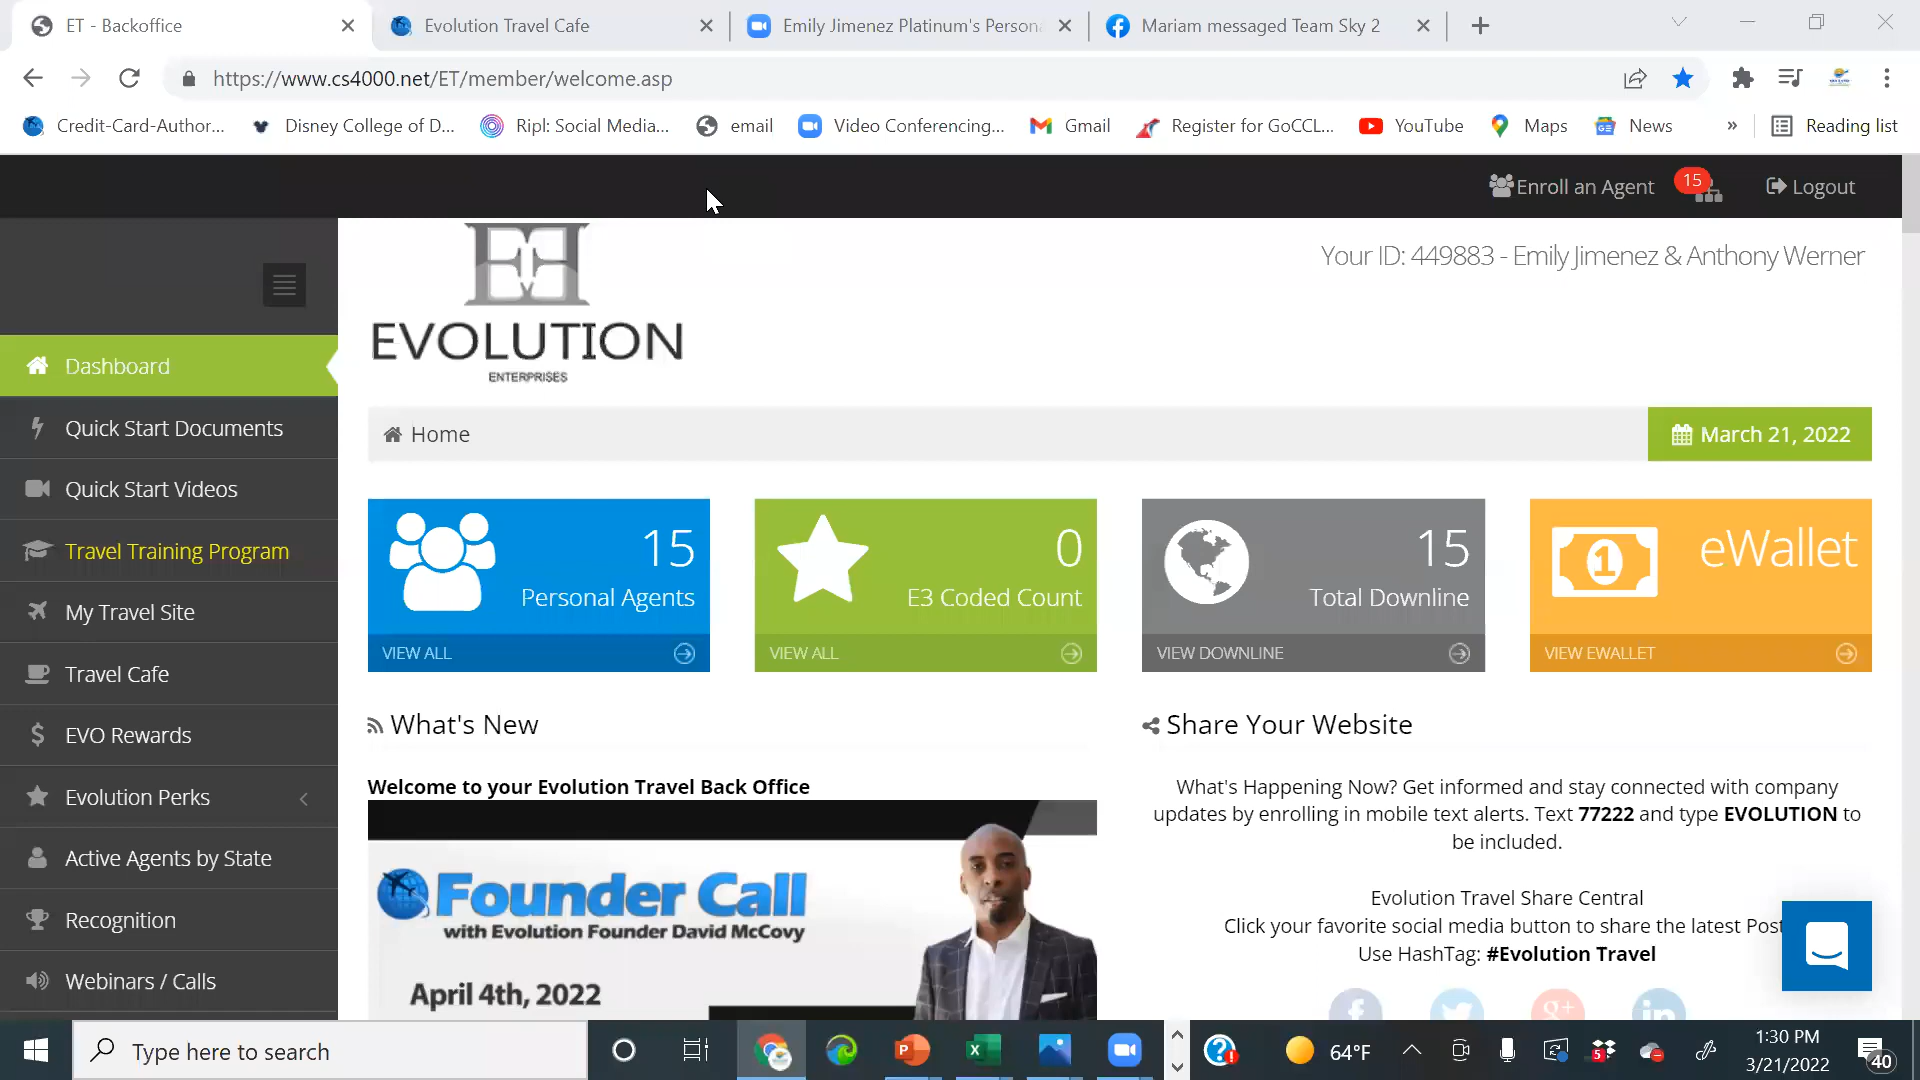 ET - Backoffice
Evolution Travel Cafe
Emily Jimenez Platinum's Persona
Mariam messaged Team Sky 2
https://www.cs4000.net/ET/member/welcome.asp
Credit-Card-Author...
Disney College of D...
Ripl: Social Media...
email
Video Conferencing...
Gmail
Register for GoCCL...
YouTube
Maps
News
»
Reading list
Enroll an Agent
15
Logout
EVOLUTION
ENTERPRISES
Your ID: 449883 - Emily Jimenez & Anthony Werner
Dashboard
Quick Start Documents
Quick Start Videos
Travel Training Program
My Travel Site
Travel Cafe
EVO Rewards
Evolution Perks
Active Agents by State
Recognition
Webinars / Calls
Home
March 21, 2022
15
Personal Agents
VIEW ALL
0
E3 Coded Count
VIEW ALL
15
Total Downline
VIEW DOWNLINE
1
eWallet
VIEW EWALLET
What's New
Welcome to your Evolution Travel Back Office
Founder Call
with Evolution Founder David McCovy
April 4th, 2022
Share Your Website
What's Happening Now? Get informed and stay connected with company
updates by enrolling in mobile text alerts. Text 77222 and type EVOLUTION to
be included.
Evolution Travel Share Central
Click your favorite social media button to share the latest Post
Use HashTag: #Evolution Travel
Type here to search
64°F
5
1:30 PM
3/21/2022
40